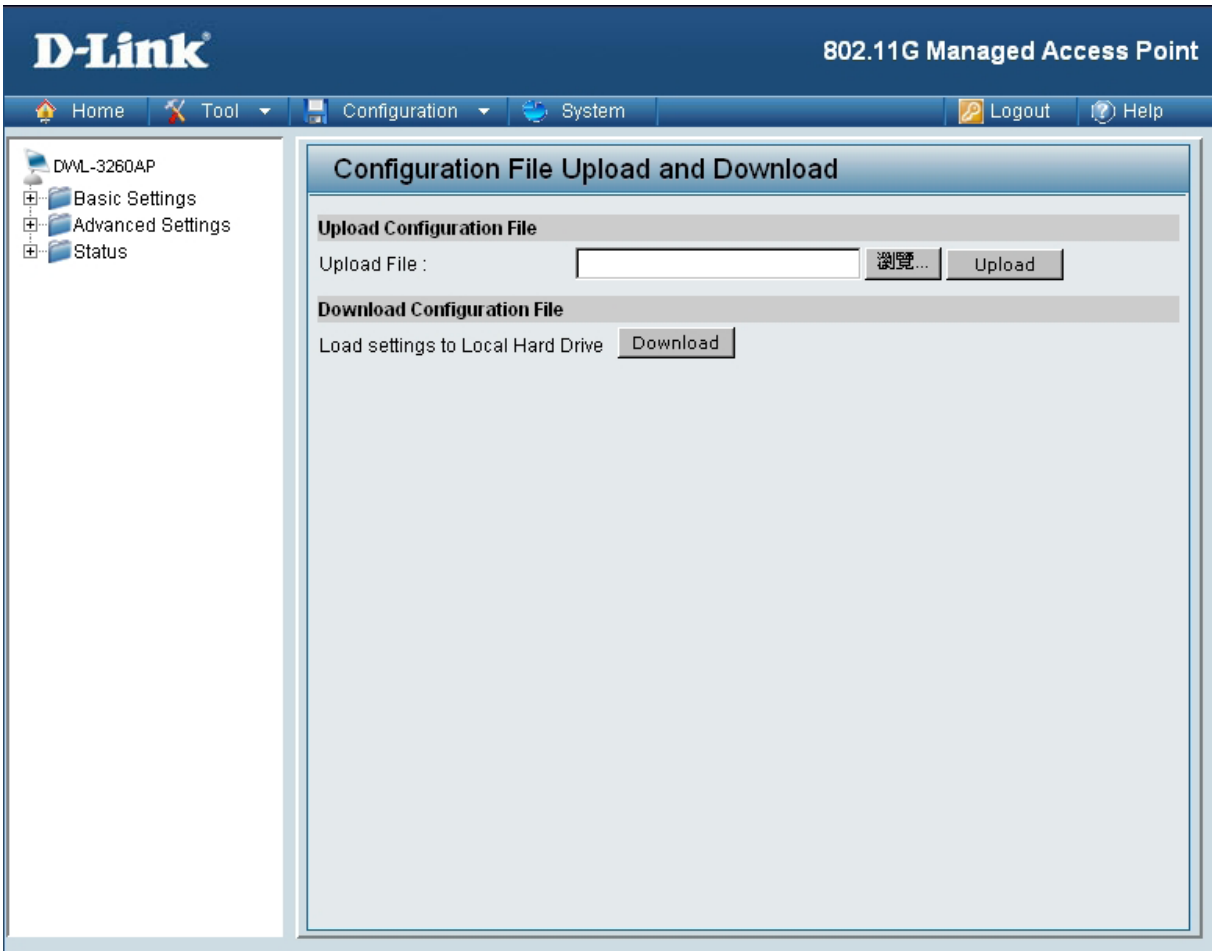 D-Link
802.11G Managed Access Point
Home Tool Configuration System Logout Help
DWL-3260AP
Basic Settings
Advanced Settings
Status
Configuration File Upload and Download
Upload Configuration File
Upload File : 瀏覽... Upload
Download Configuration File
Load settings to Local Hard Drive Download